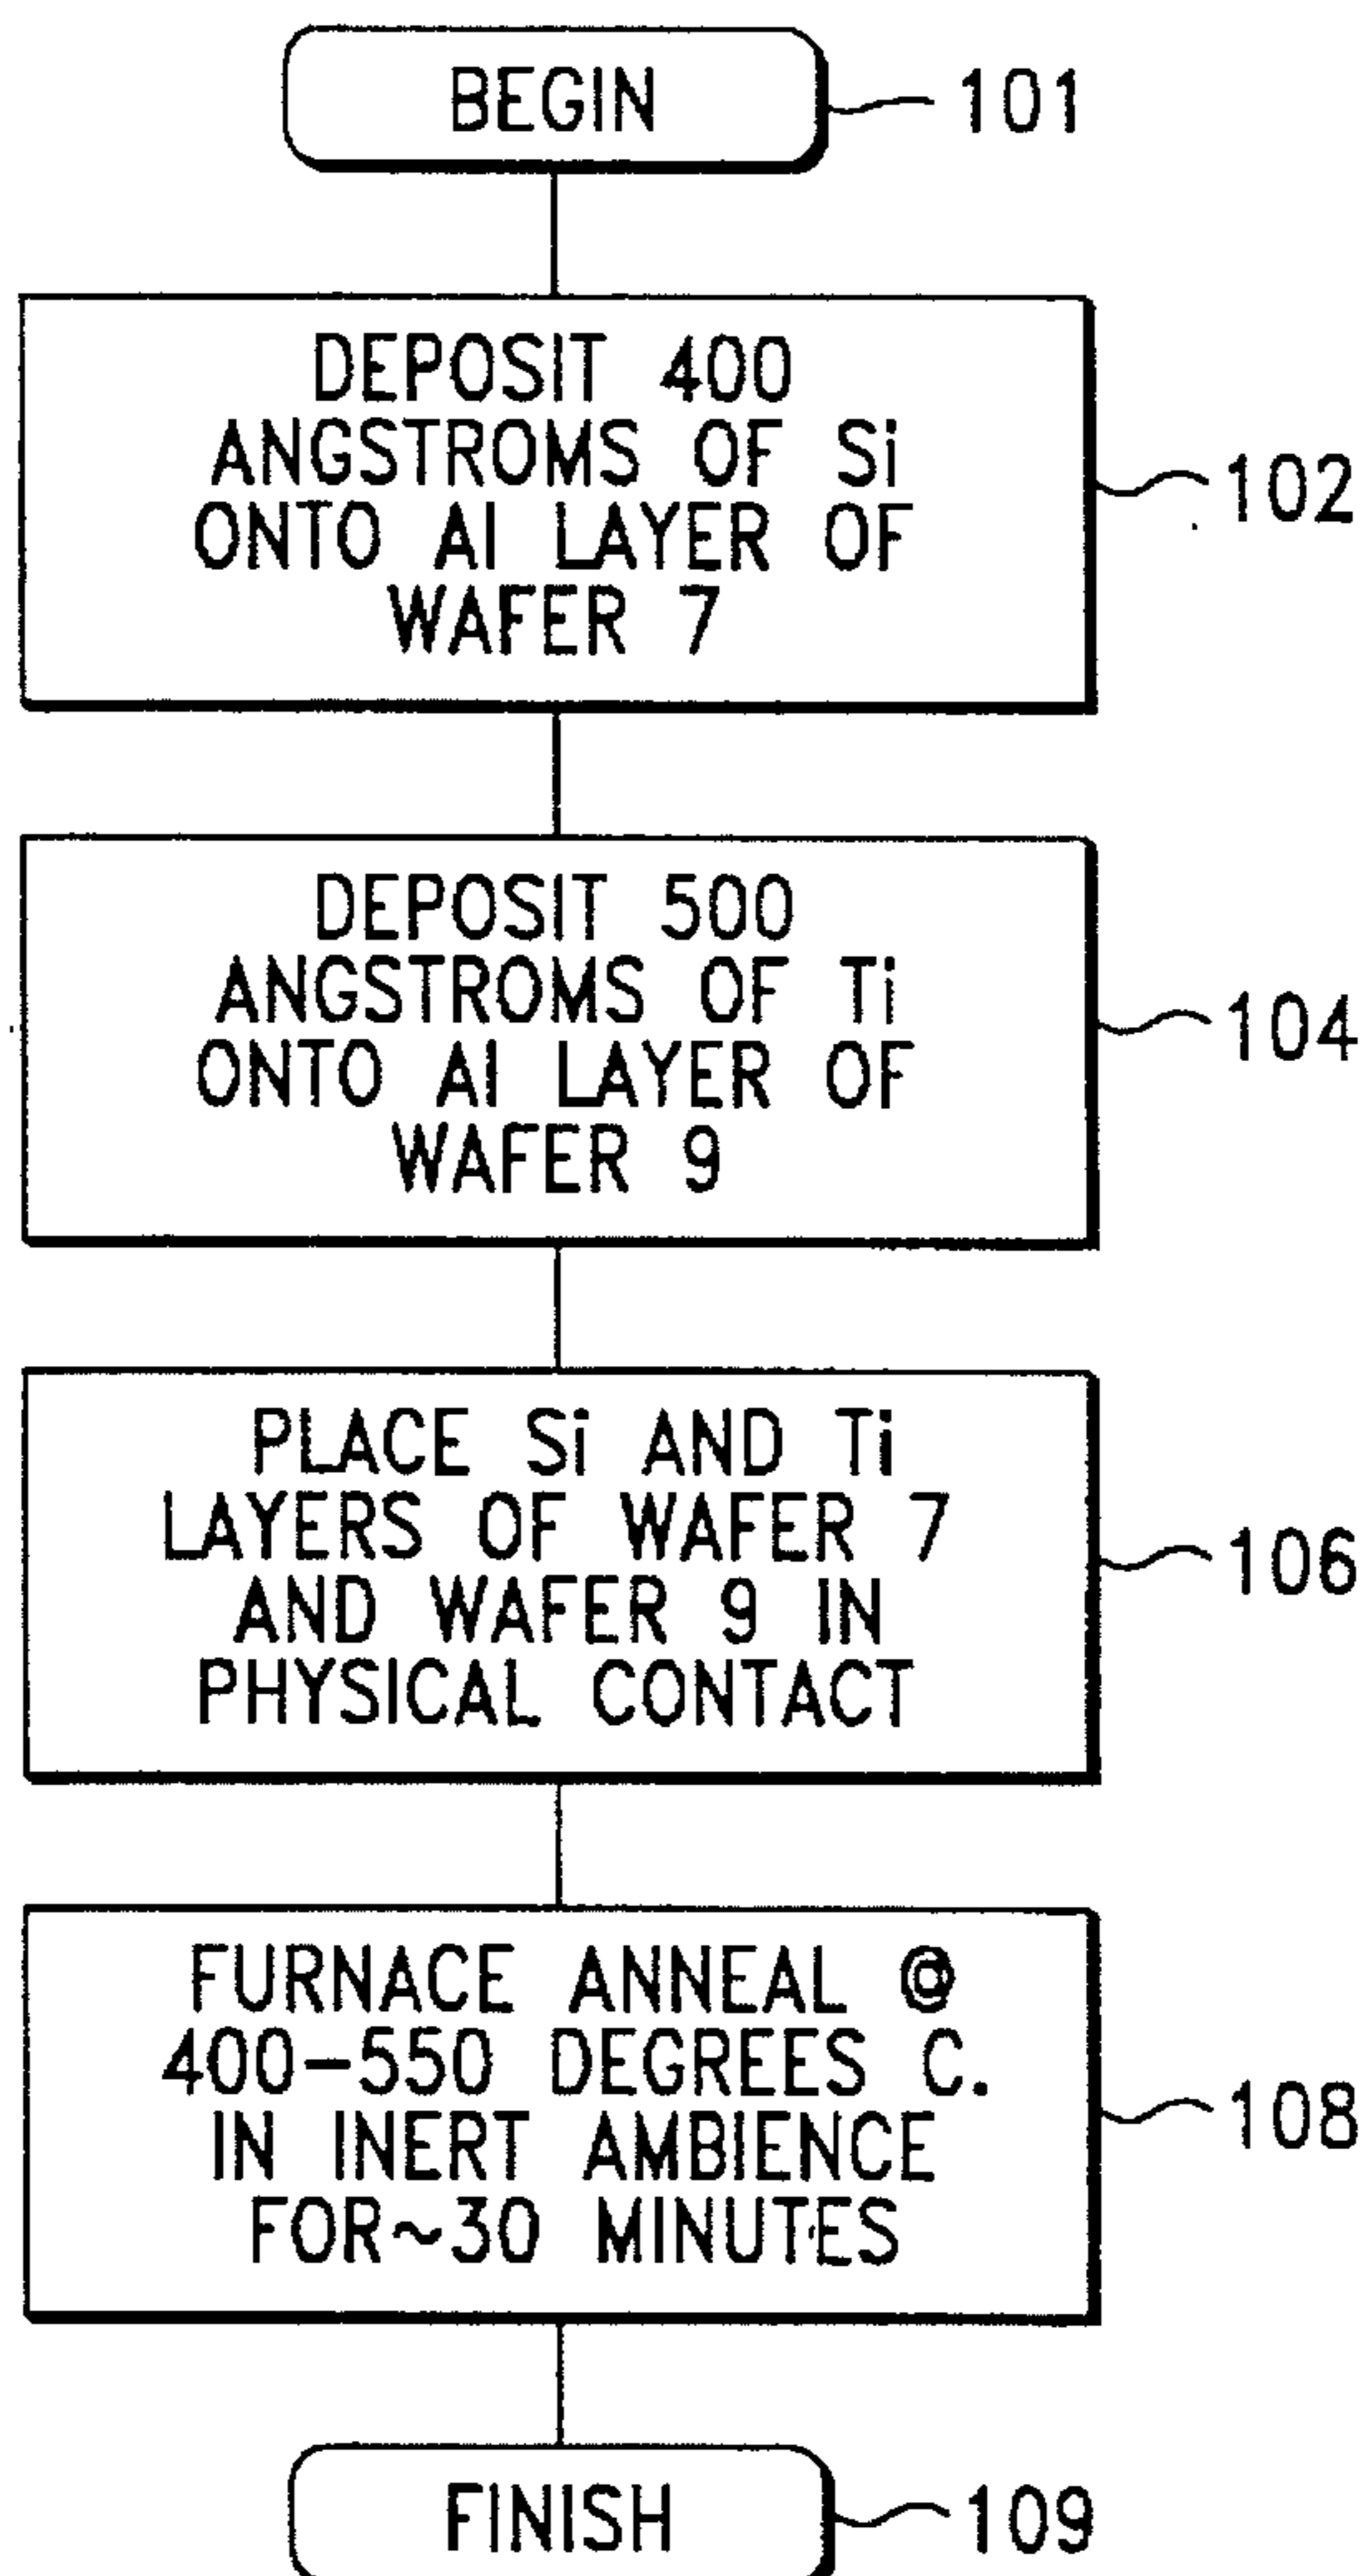 BEGIN
101
DEPOSIT 400
ANGSTROMS OF Si
ONTO Al LAYER OF
WAFER 7
102
DEPOSIT 500
ANGSTROMS OF Ti
ONTO Al LAYER OF
WAFER 9
104
PLACE Si AND Ti
LAYERS OF WAFER 7
AND WAFER 9 IN
PHYSICAL CONTACT
106
FURNACE ANNEAL @
400-550 DEGREES C.
IN INERT AMBIENCE
FOR~30 MINUTES
108
FINISH
109